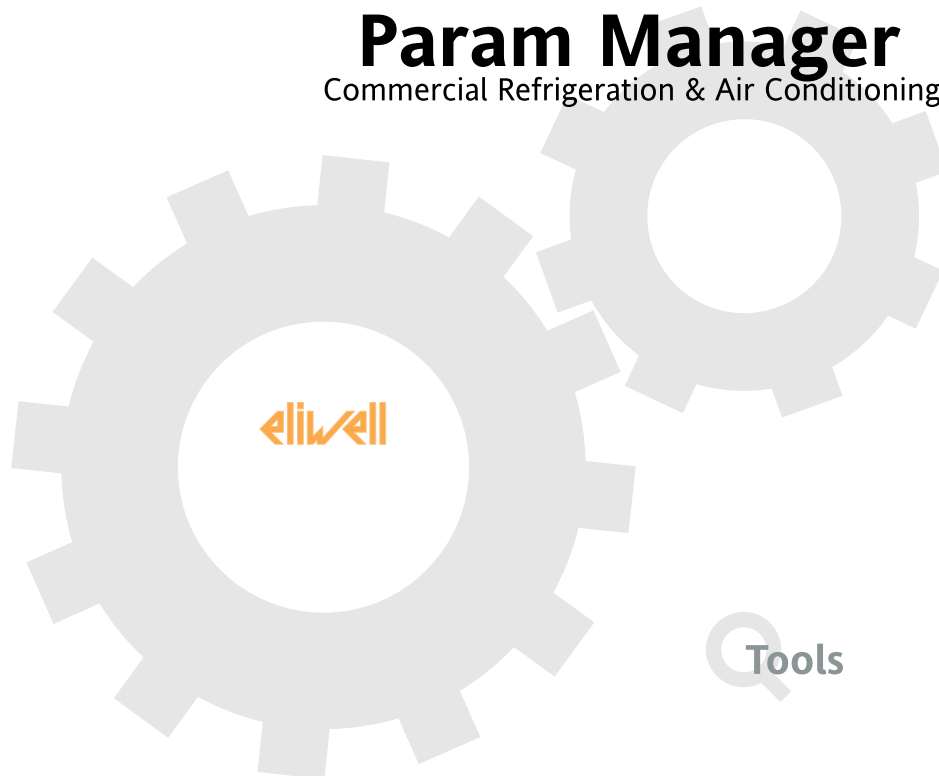 Param Manager
Commercial Refrigeration & Air Conditioning
eliwell
Tools